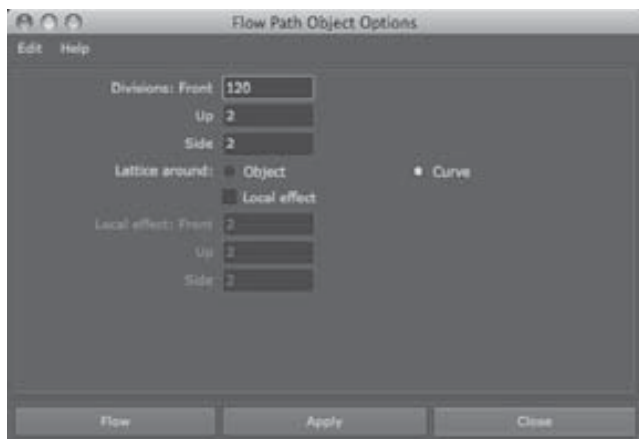 Flow Path Object Options
Edit Help
Divisions: Front 120
Up 2
Side 2
Lattice around: Object Curve
Local effect
Local effect: Front 2
Up 2
Side 2
Flow Apply Close